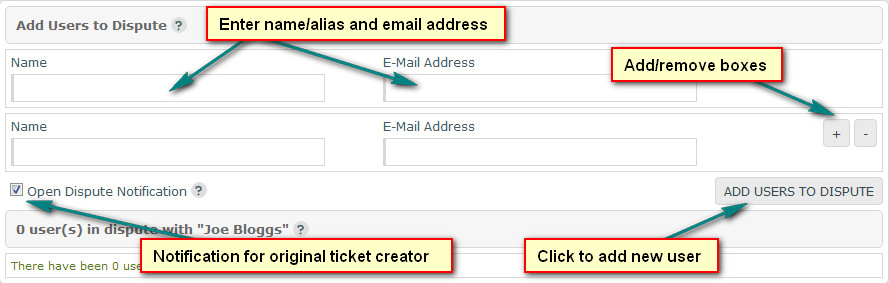 Add Users to Dispute ?
Enter name/alias and email address
Name
E-Mail Address
Add/remove boxes
Name
E-Mail Address
+ -
Open Dispute Notification ?
ADD USERS TO DISPUTE
0 user(s) in dispute with "Joe Bloggs" ?
Notification for original ticket creator
Click to add new user
There have been 0